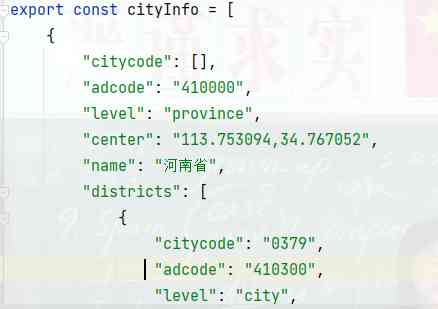 export const cityInfo = [
{
"citycode": [],
"adcode": "410000",
"level": "province",
"center": "113.753094,34.767052",
"name": "河南省",
"districts": [
{
"citycode": "0379",
"adcode": "410300",
"level": "city",